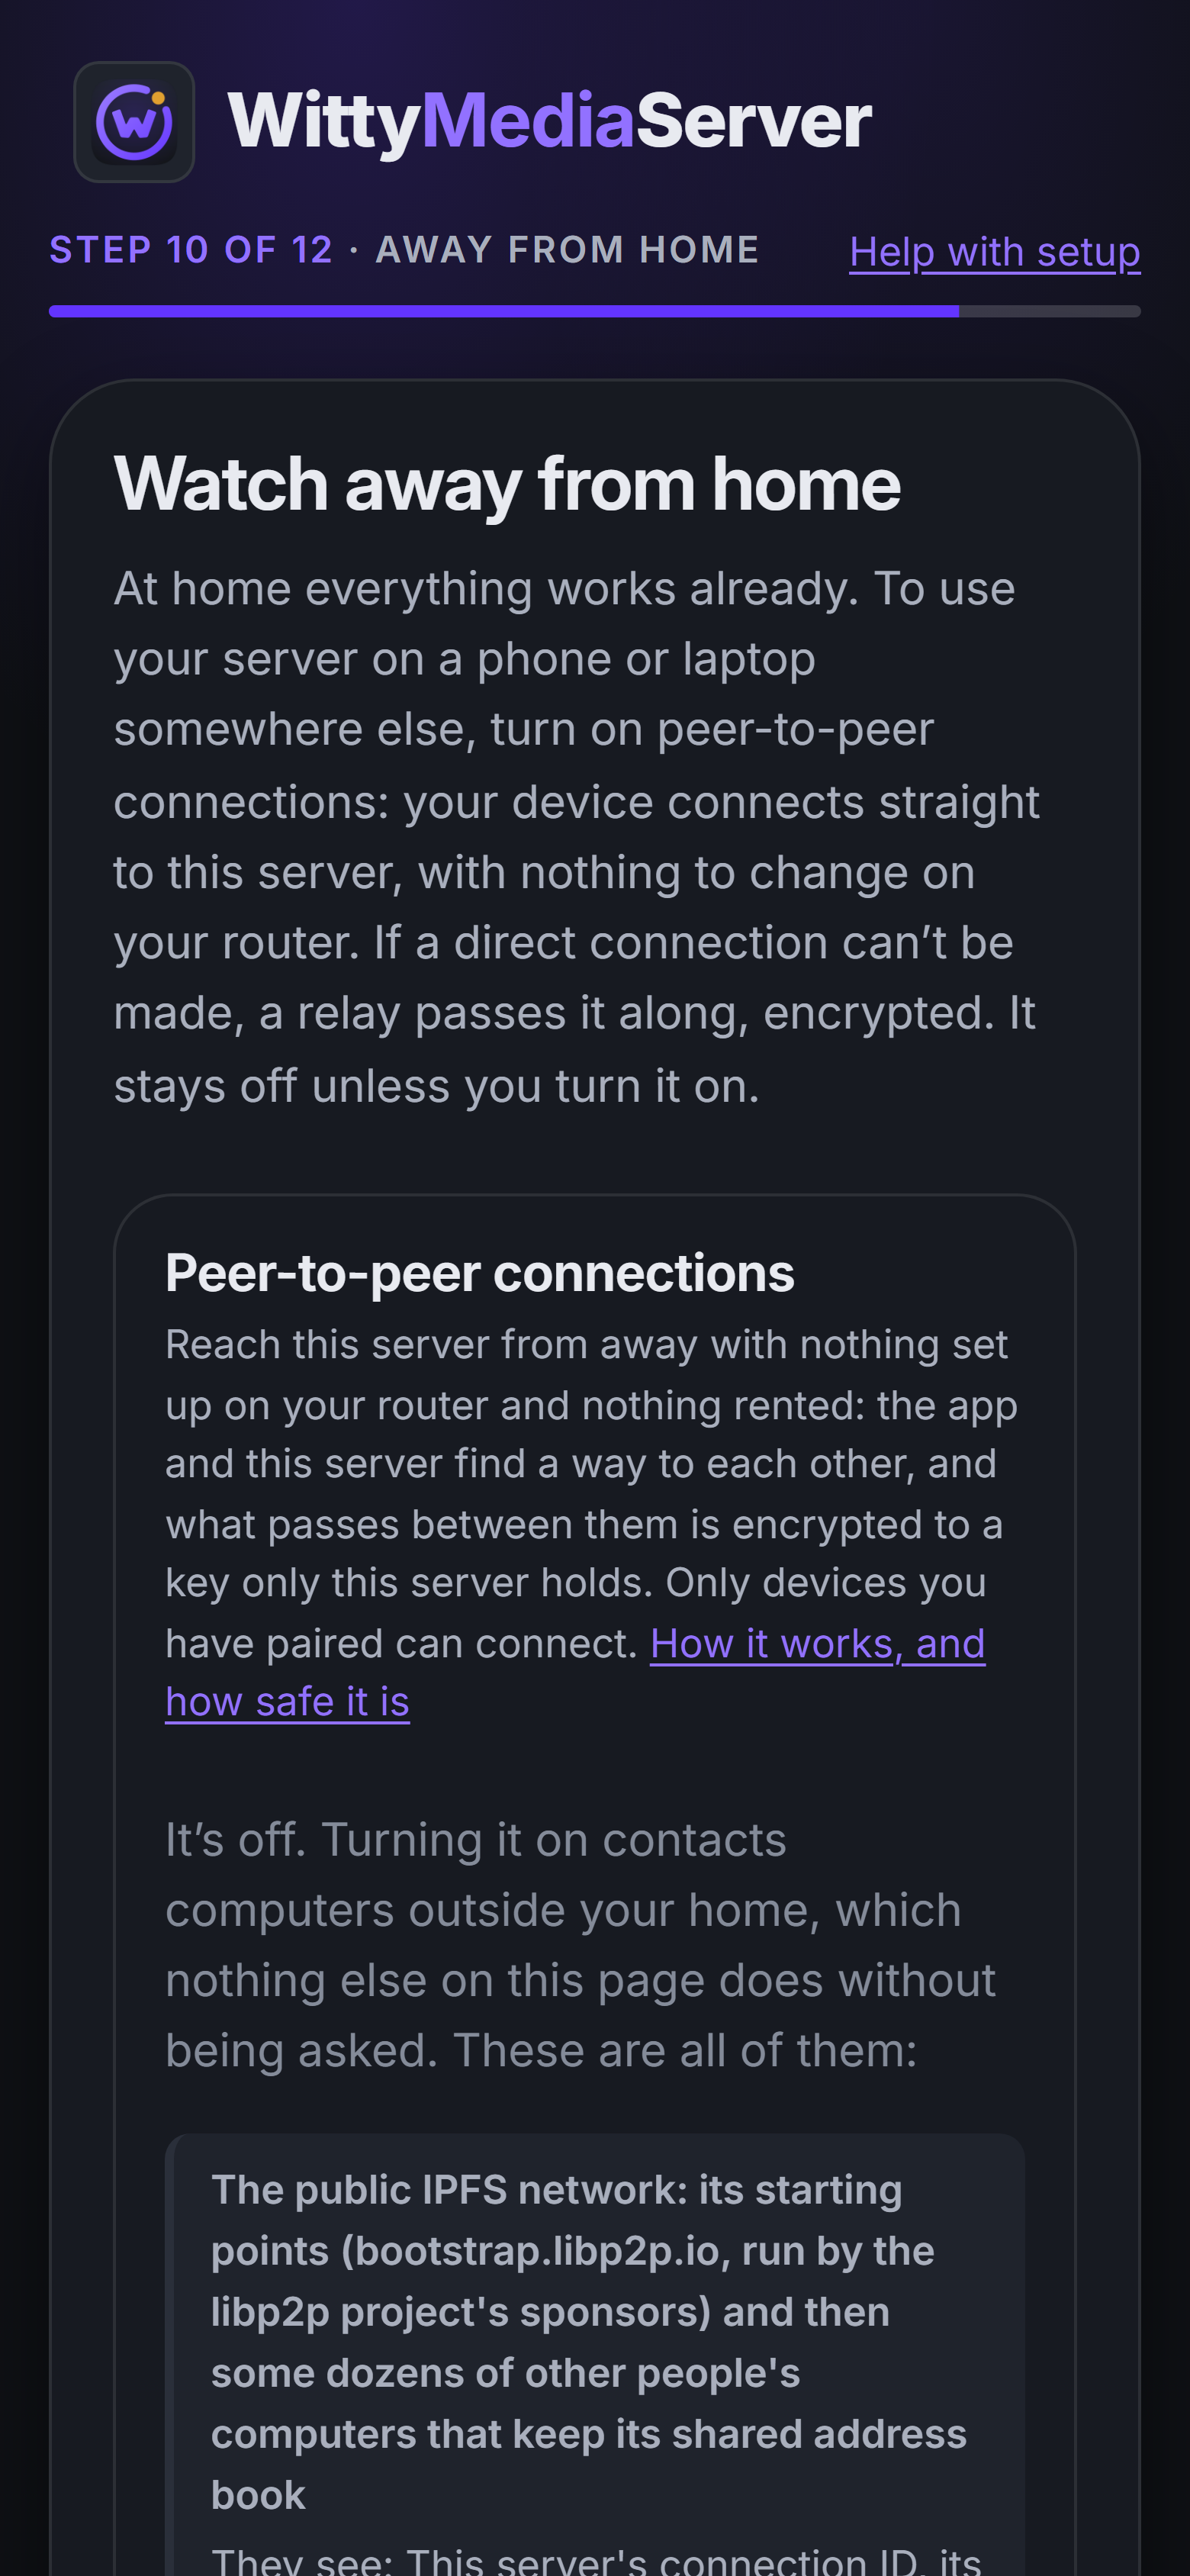 WittyMediaServer
STEP 10 OF 12 · AWAY FROM HOME
Help with setup
Watch away from home
At home everything works already. To use
your server on a phone or laptop
somewhere else, turn on peer-to-peer
connections: your device connects straight
to this server, with nothing to change on
your router. If a direct connection can’t be
made, a relay passes it along, encrypted. It
stays off unless you turn it on.
Peer-to-peer connections
Reach this server from away with nothing set
up on your router and nothing rented: the app
and this server find a way to each other, and
what passes between them is encrypted to a
key only this server holds. Only devices you
have paired can connect. How it works, and
how safe it is
It’s off. Turning it on contacts
computers outside your home, which
nothing else on this page does without
being asked. These are all of them:
The public IPFS network: its starting
points (bootstrap.libp2p.io, run by the
libp2p project's sponsors) and then
some dozens of other people's
computers that keep its shared address
book
They see: This server's connection ID, its